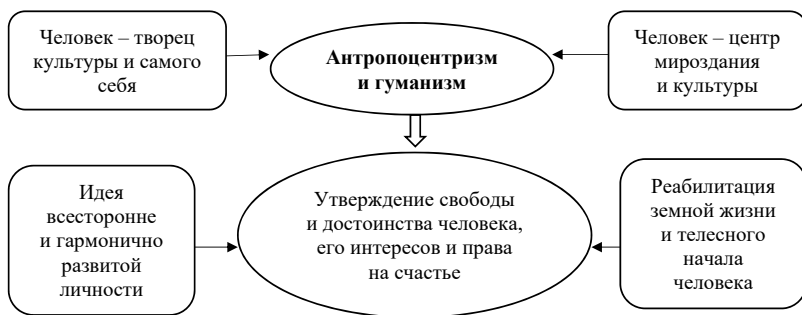 Человек – творец
культуры и самого
себя
Антропоцентризм
и гуманизм
Человек – центр
мироздания
и культуры
Идея
всесторонне
и гармонично
развитой
личности
Утверждение свободы
и достоинства человека,
его интересов и права
на счастье
Реабилитация
земной жизни
и телесного
начала
человека